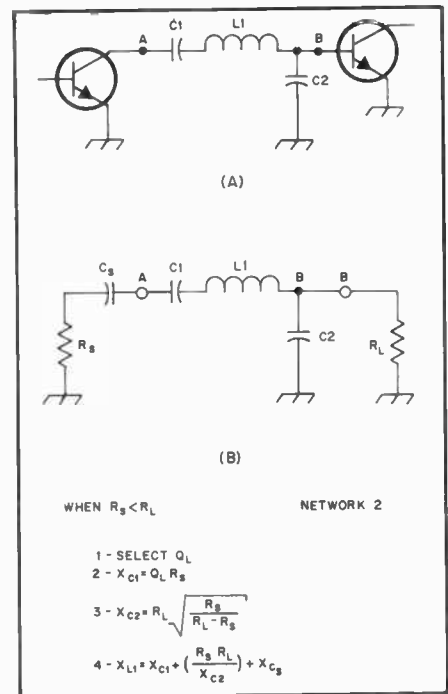 A C1 L1 B
C2
(A)
Cs A C1 L1 B B
Rs C2 RL
(B)
WHEN Rs<RL NETWORK 2
1 - SELECT QL
2 - XC1 = QL Rs
3 - XC2 = RL √(Rs / (RL - Rs))
4 - XL1 = XC1 + (Rs RL / XC2) + XCs